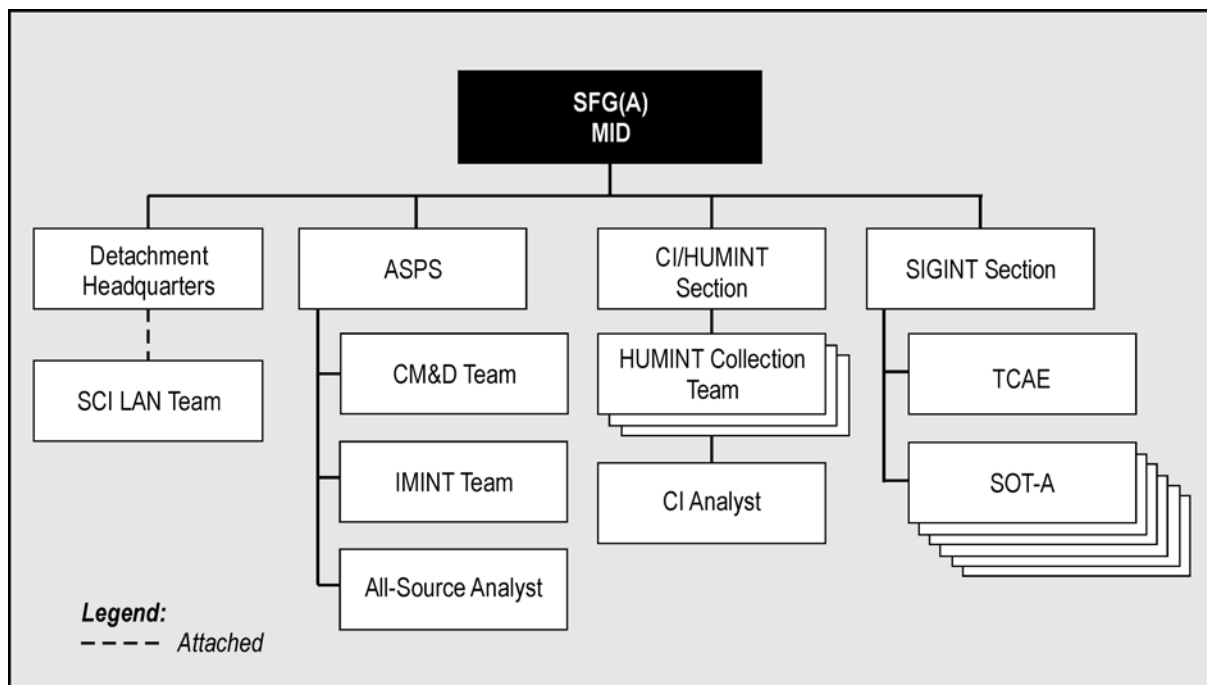 SFG(A)
MID
Detachment
Headquarters
SCI LAN Team
ASPS
CM&D Team
IMINT Team
All-Source Analyst
CI/HUMINT
Section
HUMINT Collection
Team
CI Analyst
SIGINT Section
TCAE
SOT-A
Legend:
Attached